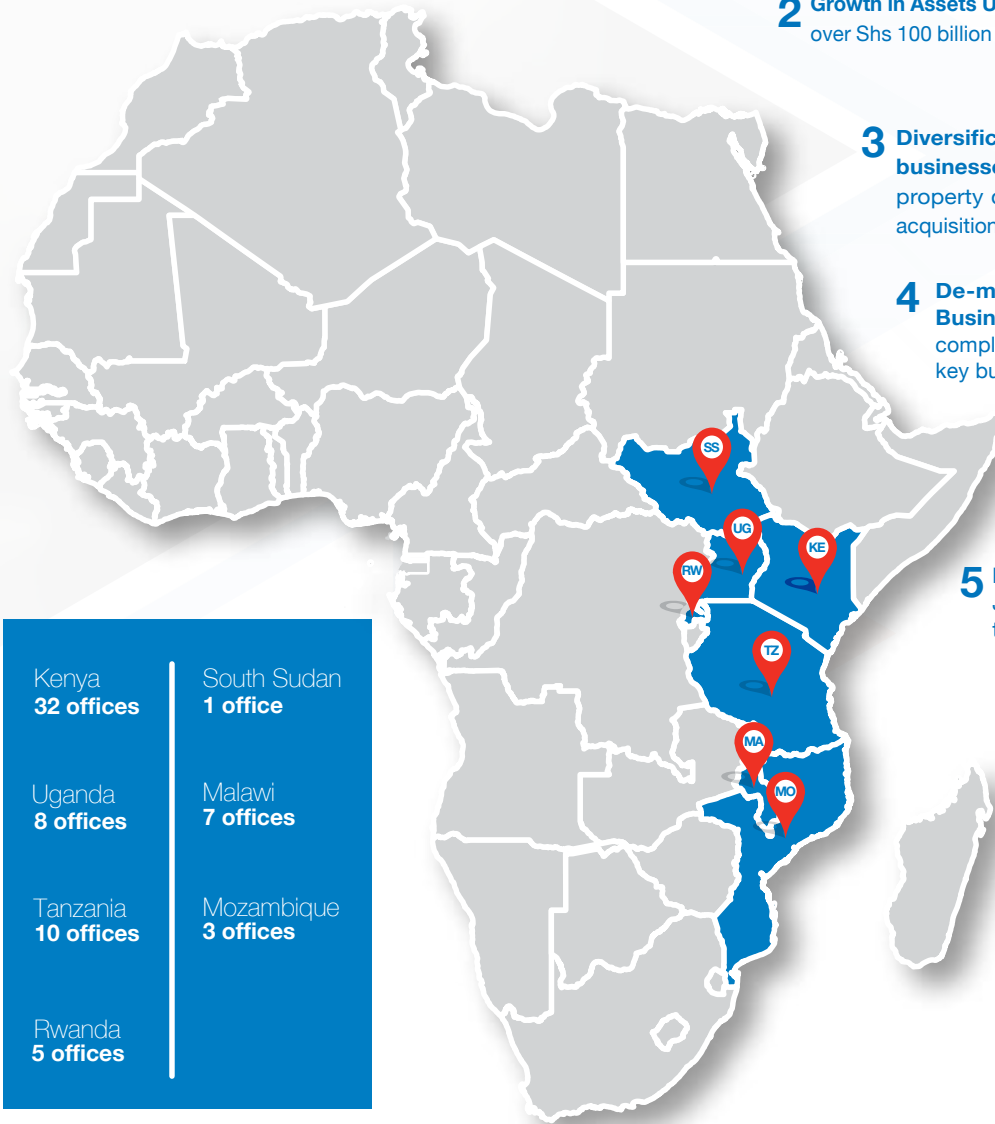 2 Growth in Assets U
over Shs 100 billion
3 Diversific
businesse
property
acquisition
4 De-m
Busin
compl
key bu
SS
UG
KE
RW
5
TZ
MA
MO
Kenya
32 offices
South Sudan
1 office
Uganda
8 offices
Malawi
7 offices
Tanzania
10 offices
Mozambique
3 offices
Rwanda
5 offices